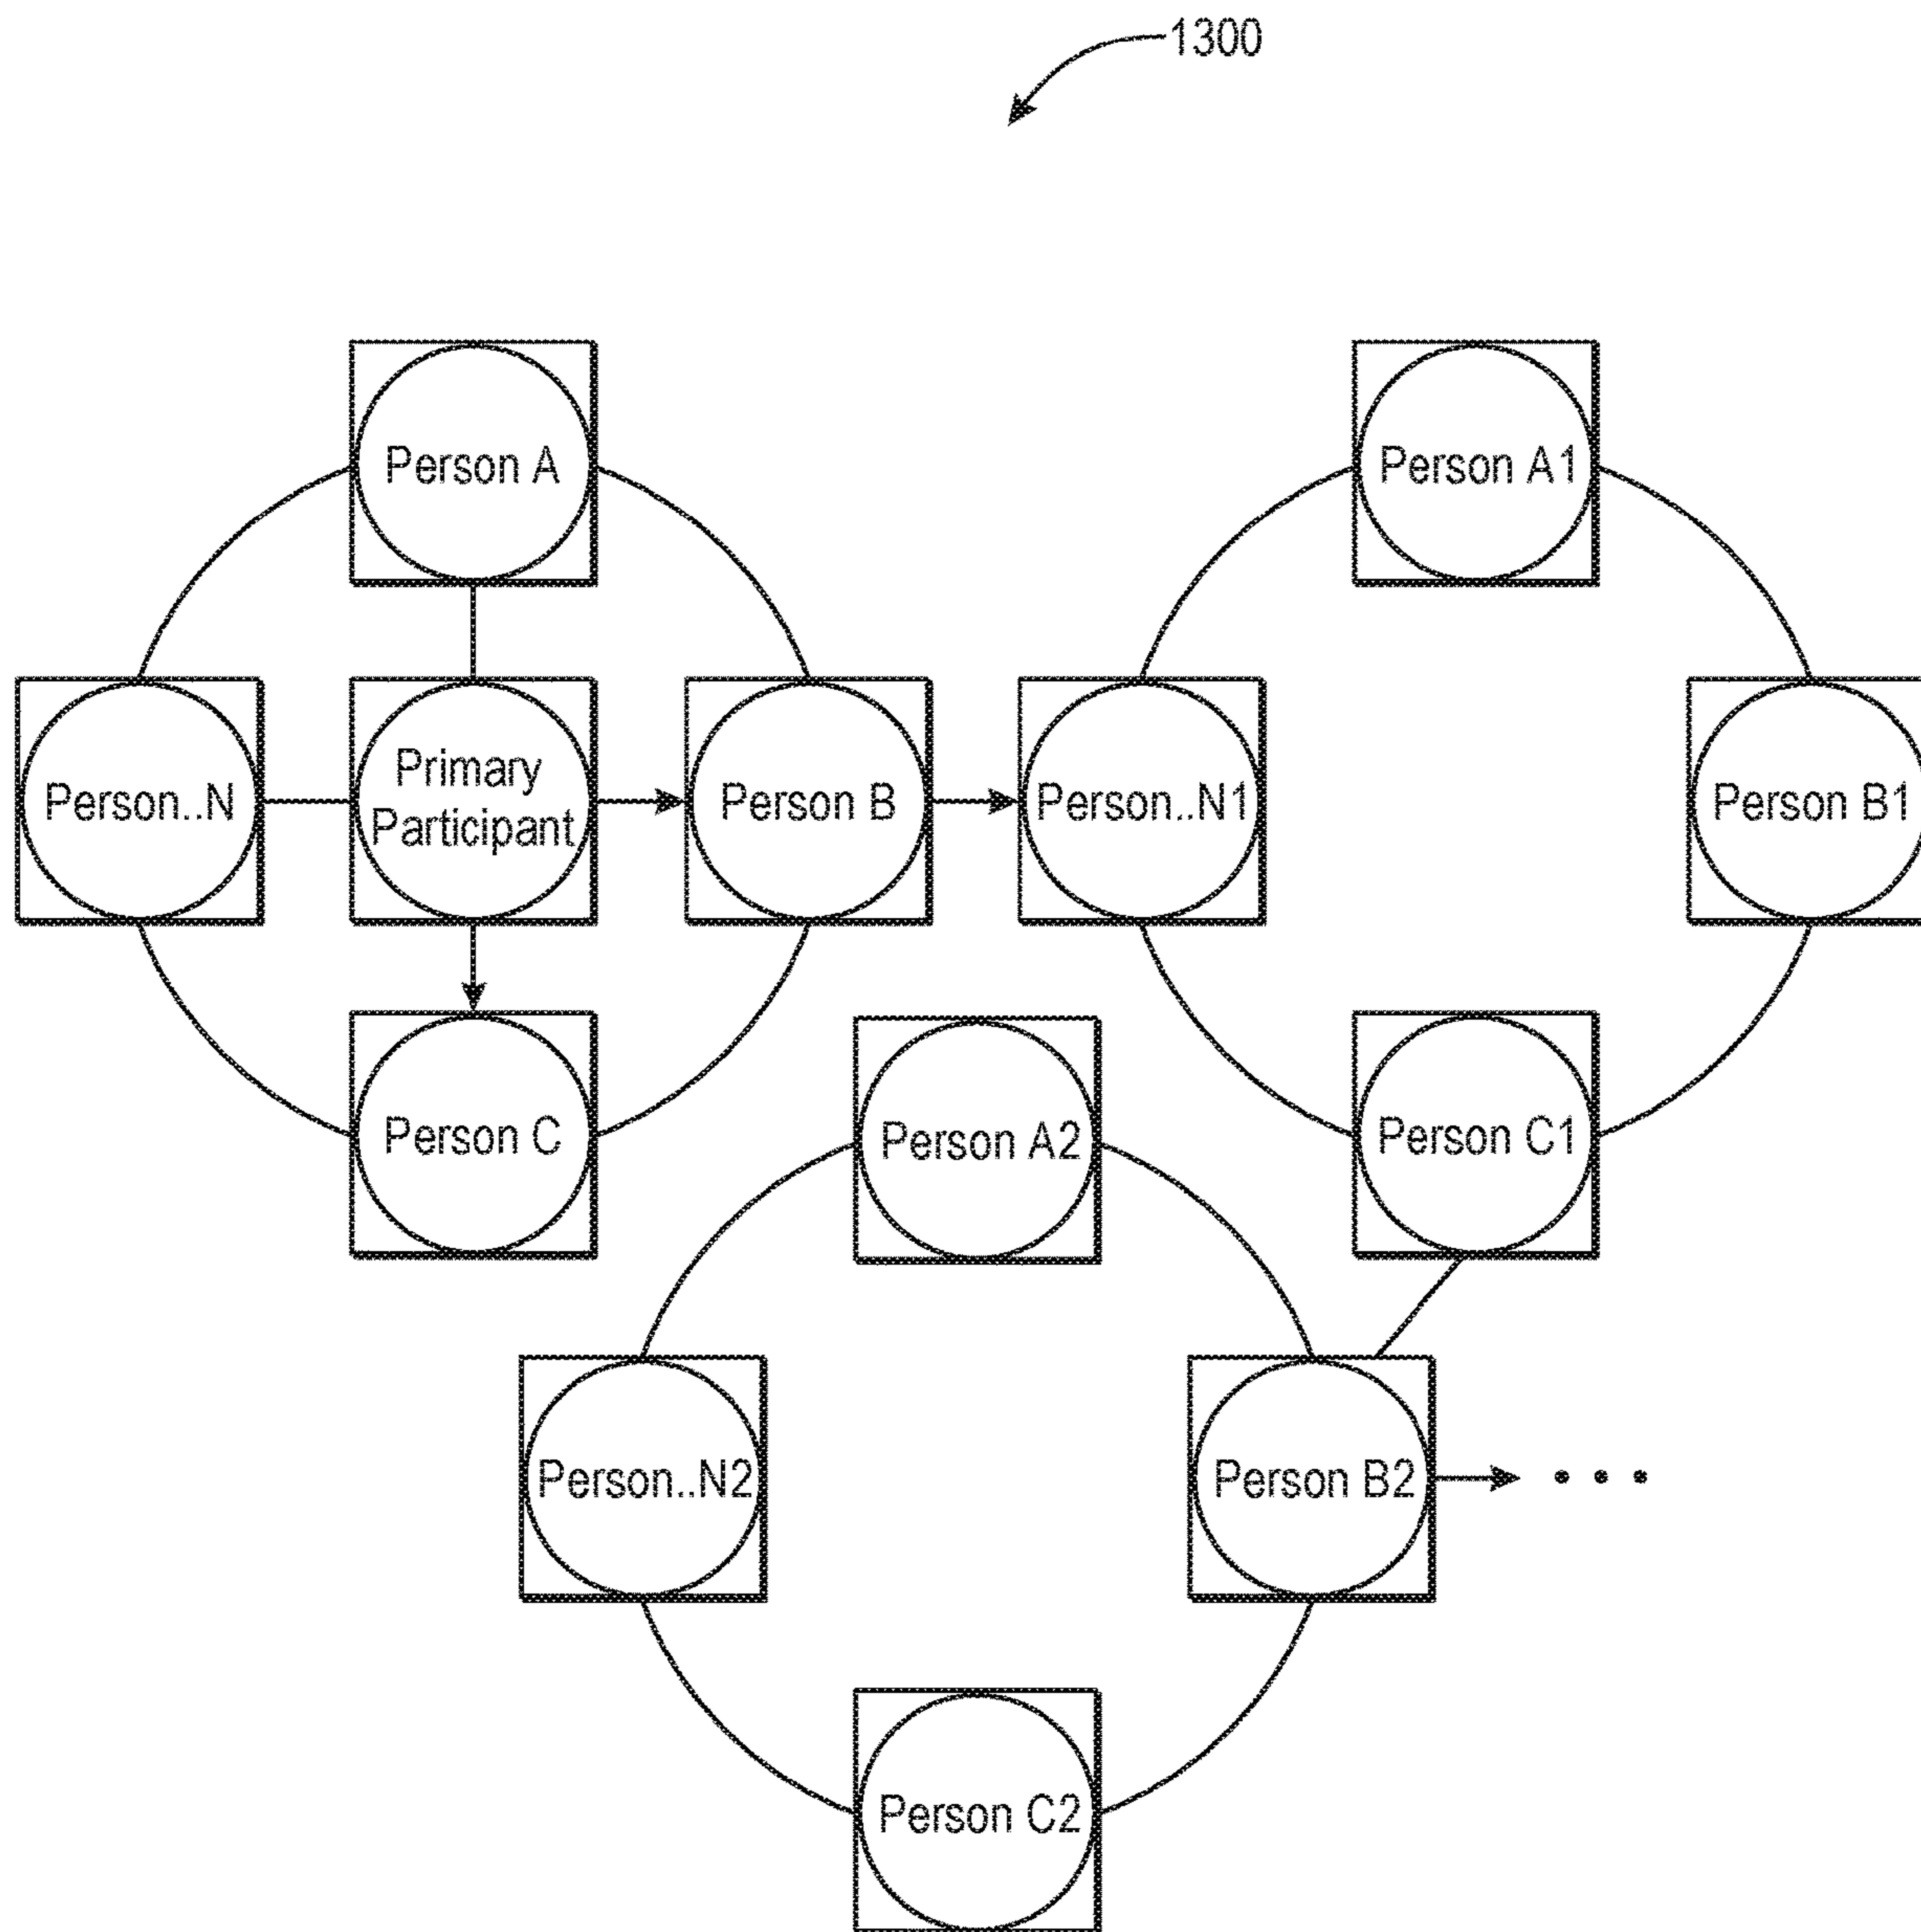 1300
Person A
Person A1
Person..N
Primary
Participant
Person B
Person..N1
Person B1
Person C
Person A2
Person C1
Person..N2
Person B2
• • •
Person C2